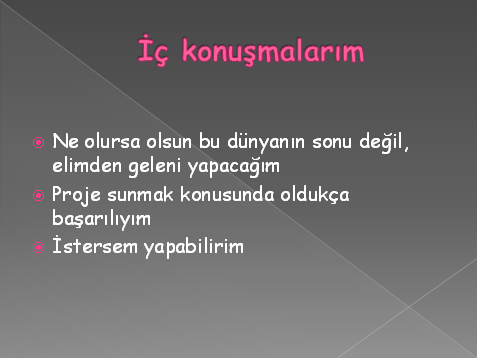 İç konuşmalarım
Ne olursa olsun bu dünyanın sonu değil,
elimden geleni yapacağım
Proje sunmak konusunda oldukça
başarılıyım
İstersem yapabilirim